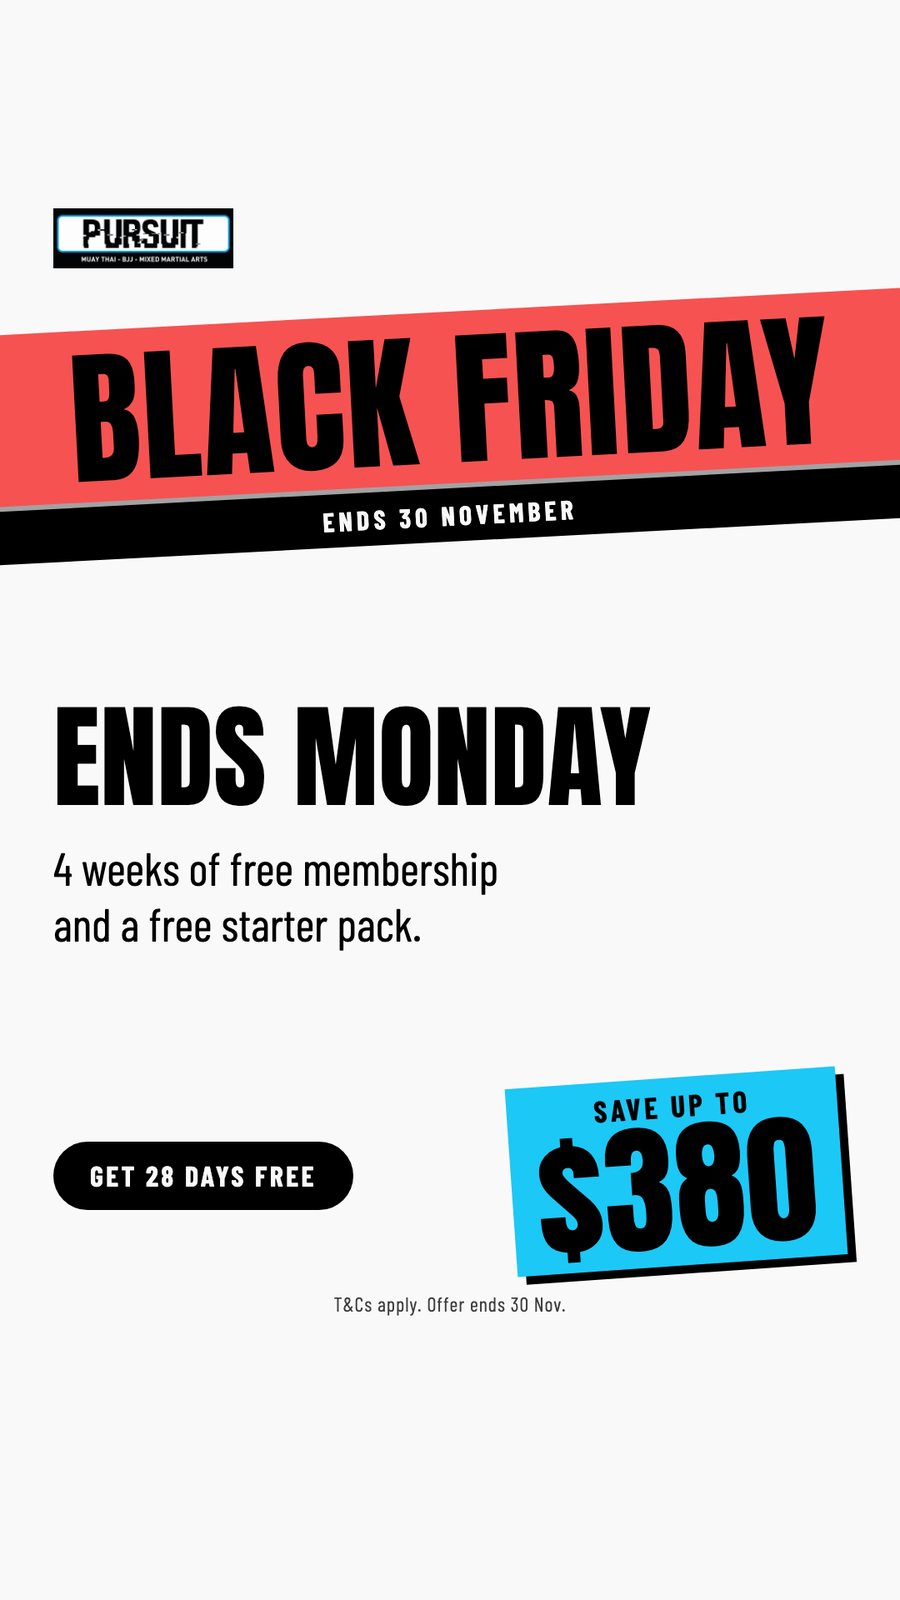 PURSUIT
MUAY THAI - BJJ - MIXED MARTIAL ARTS
BLACK FRIDAY
ENDS 30 NOVEMBER
ENDS MONDAY
4 weeks of free membership
and a free starter pack.
SAVE UP TO
$380
GET 28 DAYS FREE
T&Cs apply. Offer ends 30 Nov.